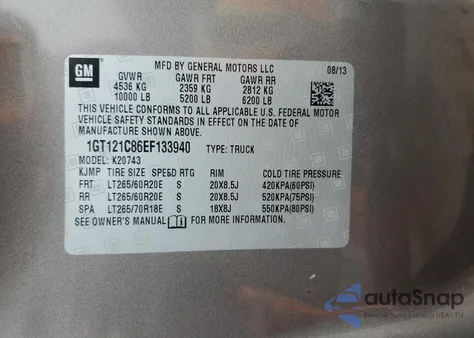 GM
MFD BY GENERAL MOTORS LLC 08/13
GVWR GAWR FRT GAWR RR
4536 KG 2359 KG 2812 KG
10000 LB 5200 LB 6200 LB
THIS VEHICLE CONFORMS TO ALL APPLICABLE U.S. FEDERAL MOTOR
VEHICLE SAFETY STANDARDS IN EFFECT ON THE DATE OF
MANUFACTURE SHOWN ABOVE.
1GT121C86EF133940 TYPE: TRUCK
MODEL: K20743
KJMP TIRE SIZE SPEED RTG RIM COLD TIRE PRESSURE
FRT LT265/60R20E S 20X8.5J 420KPA(60PSI)
RR LT265/60R20E S 20X8.5J 520KPA(75PSI)
SPA LT265/70R18E S 18X8J 550KPA(80PSI)
SEE OWNER'S MANUAL FOR MORE INFORMATION.
autoSnap